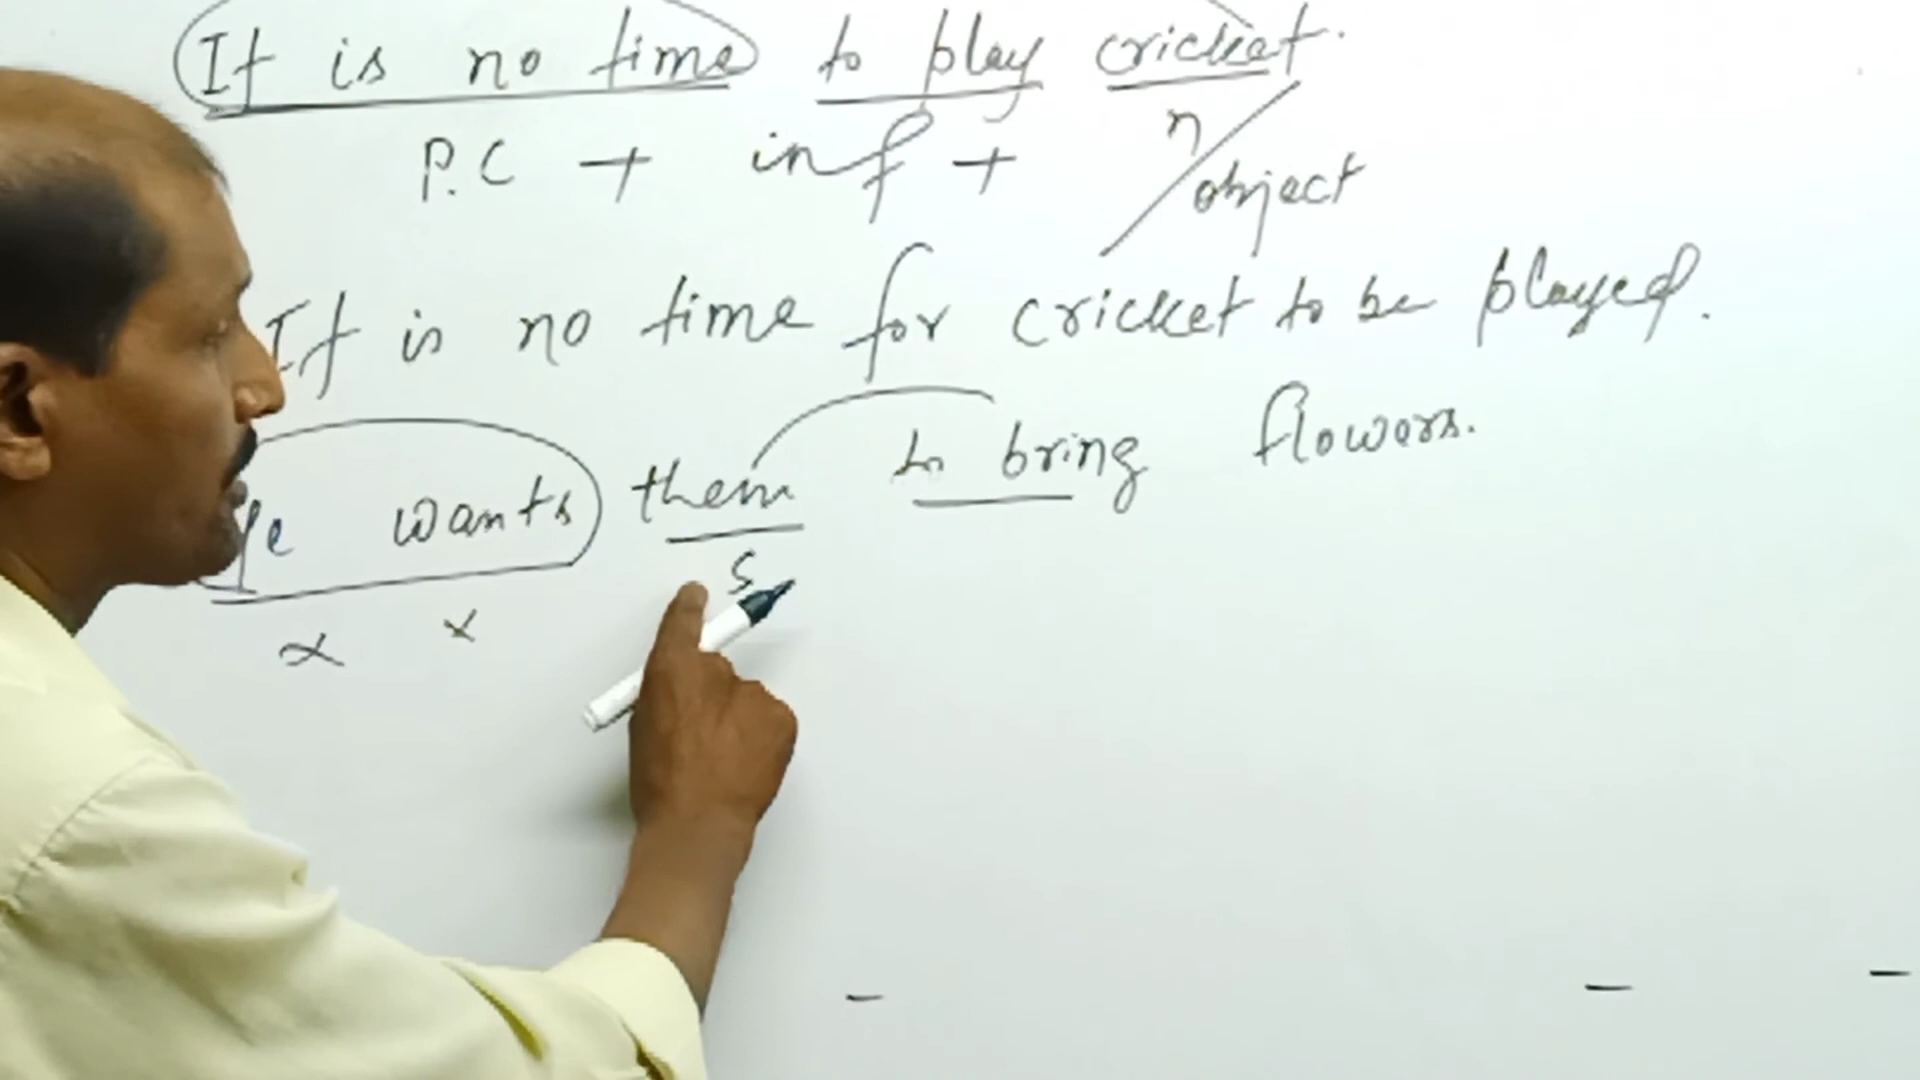 It is no time to play cricket.
P.C + inf + n/object
It is no time for cricket to be played.
wants them to bring flowers.
x x S